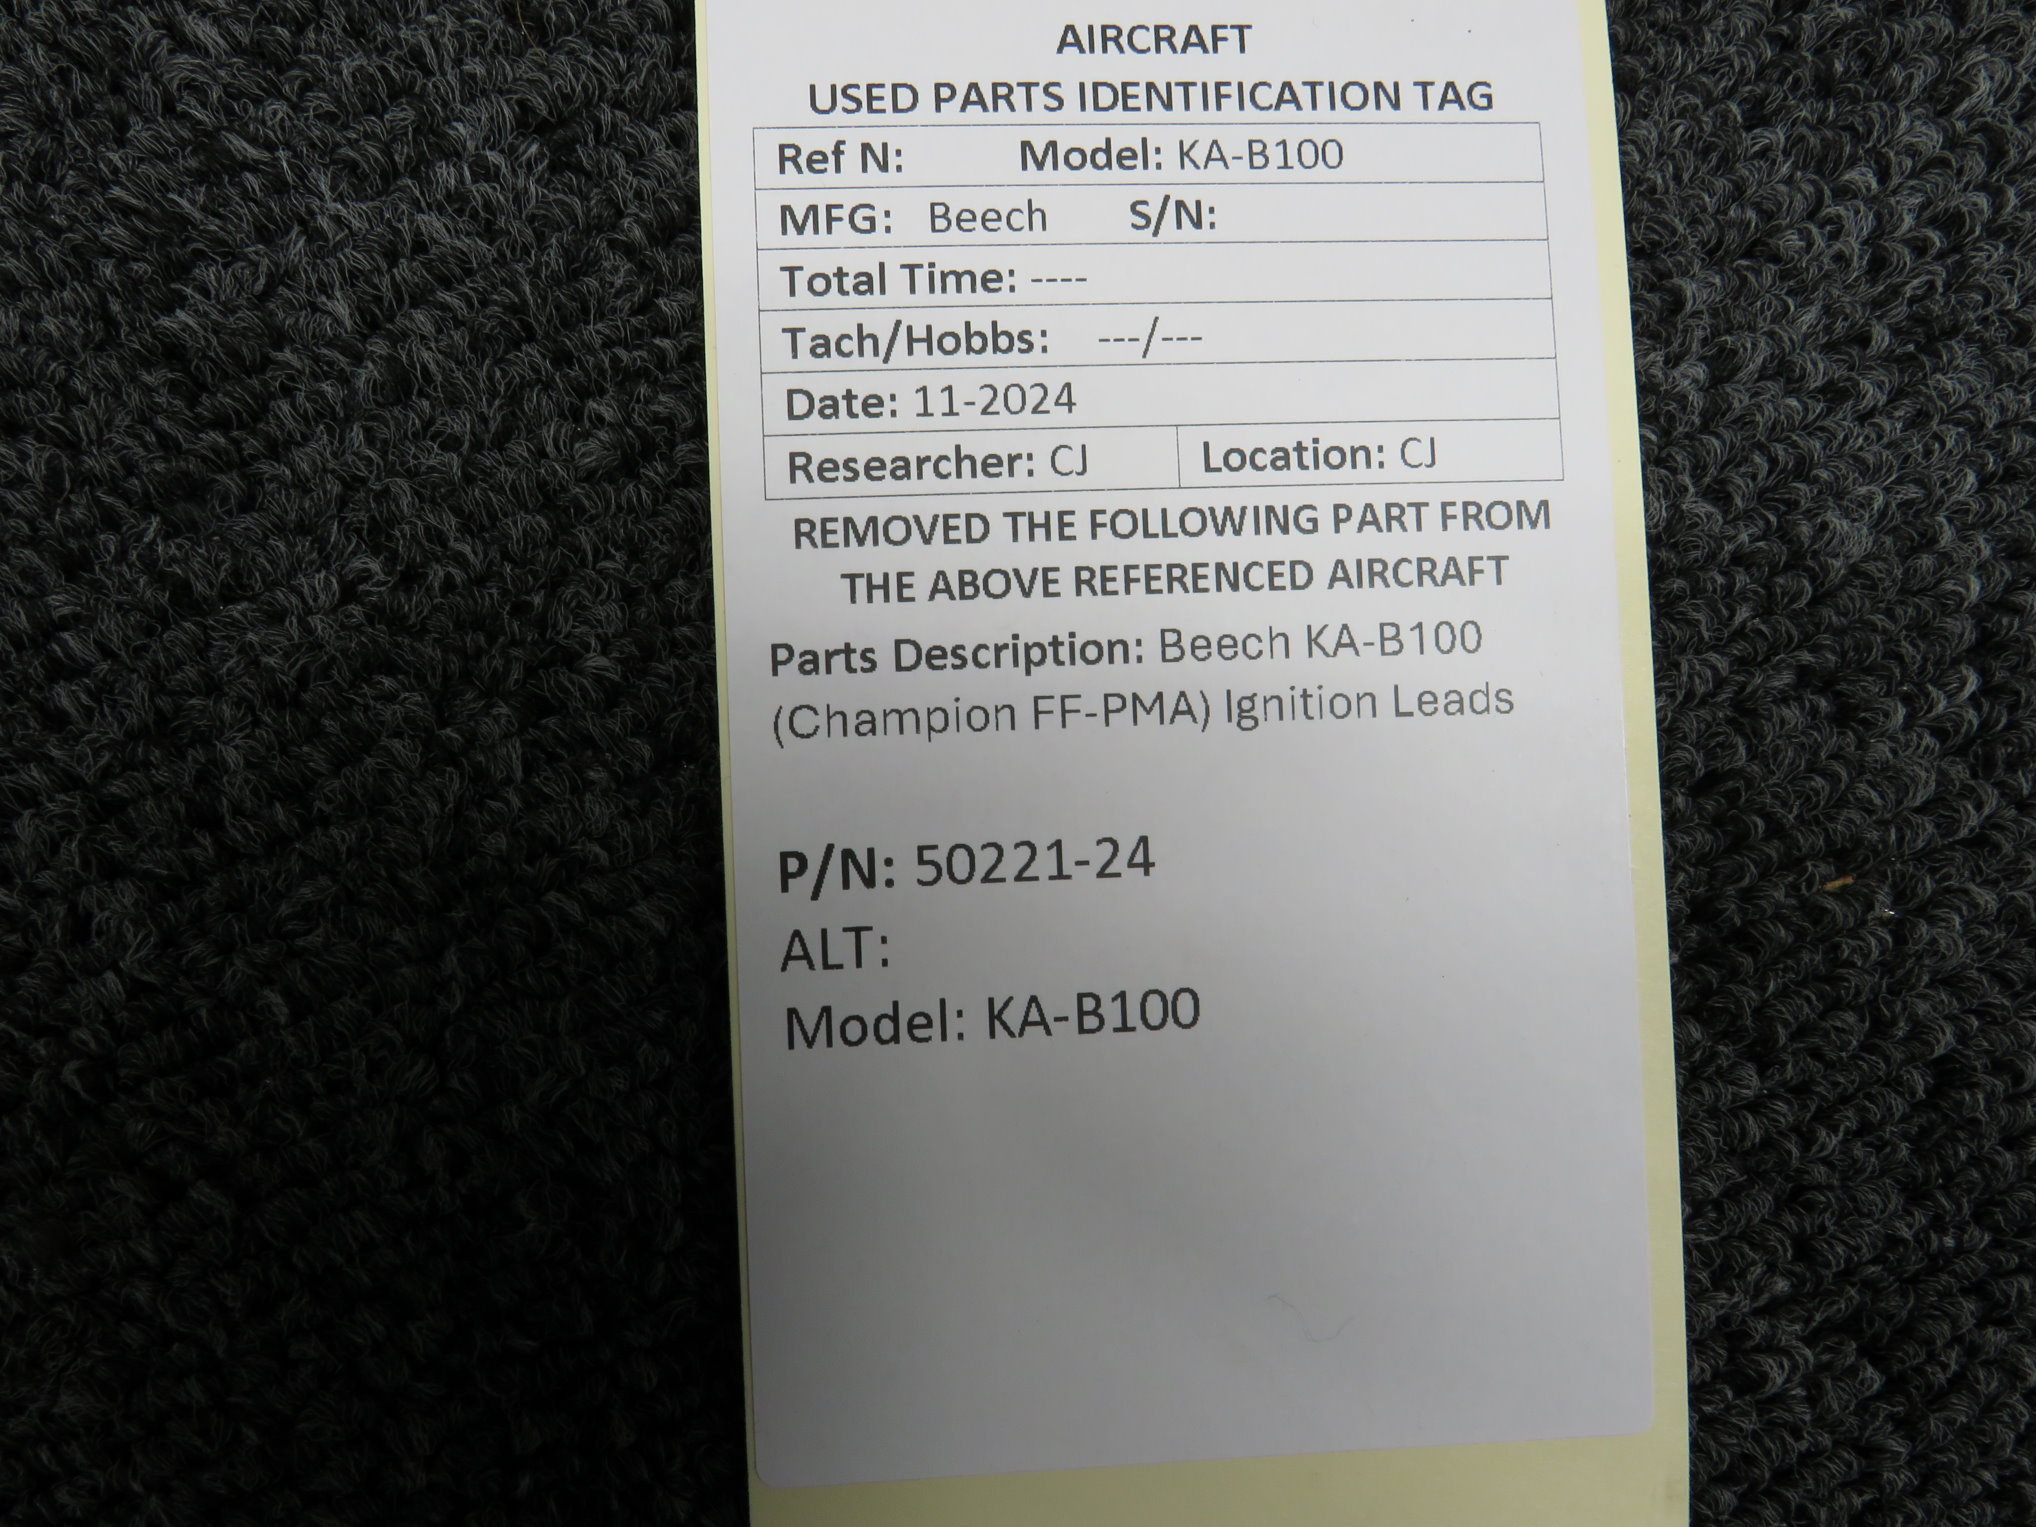 AIRCRAFT
USED PARTS IDENTIFICATION TAG
Ref N: Model: KA-B100
MFG: Beech S/N:
Total Time: ----
Tach/Hobbs: ---/---
Date: 11-2024
Researcher: CJ Location: CJ
REMOVED THE FOLLOWING PART FROM
THE ABOVE REFERENCED AIRCRAFT
Parts Description: Beech KA-B100
(Champion FF-PMA) Ignition Leads
P/N: 50221-24
ALT:
Model: KA-B100